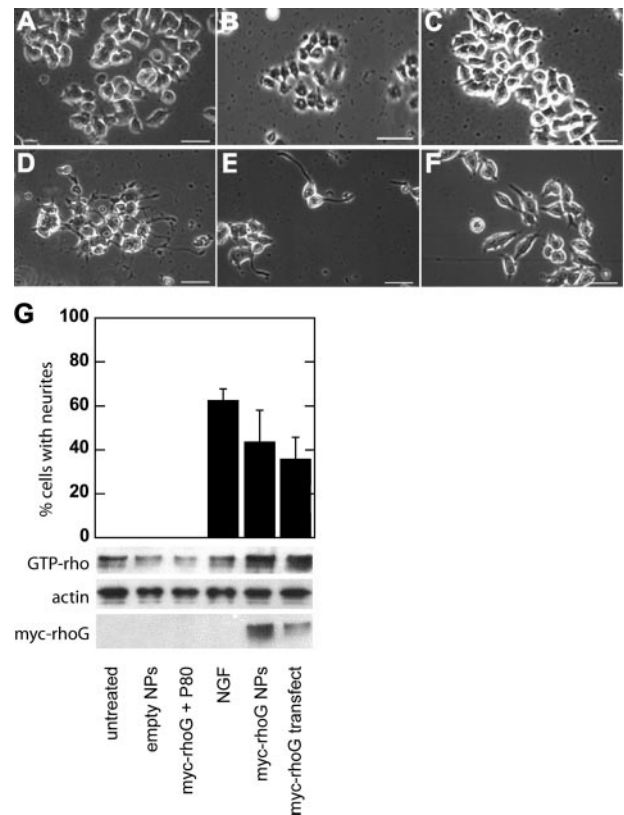 A
B
C
D
E
F
G
100
80
60
40
20
0
% cells with neurites
GTP-rho
actin
myc-rhoG
untreated
empty NPs
myc-rhoG + P80
NGF
myc-rhoG NPs
myc-rhoG transfect